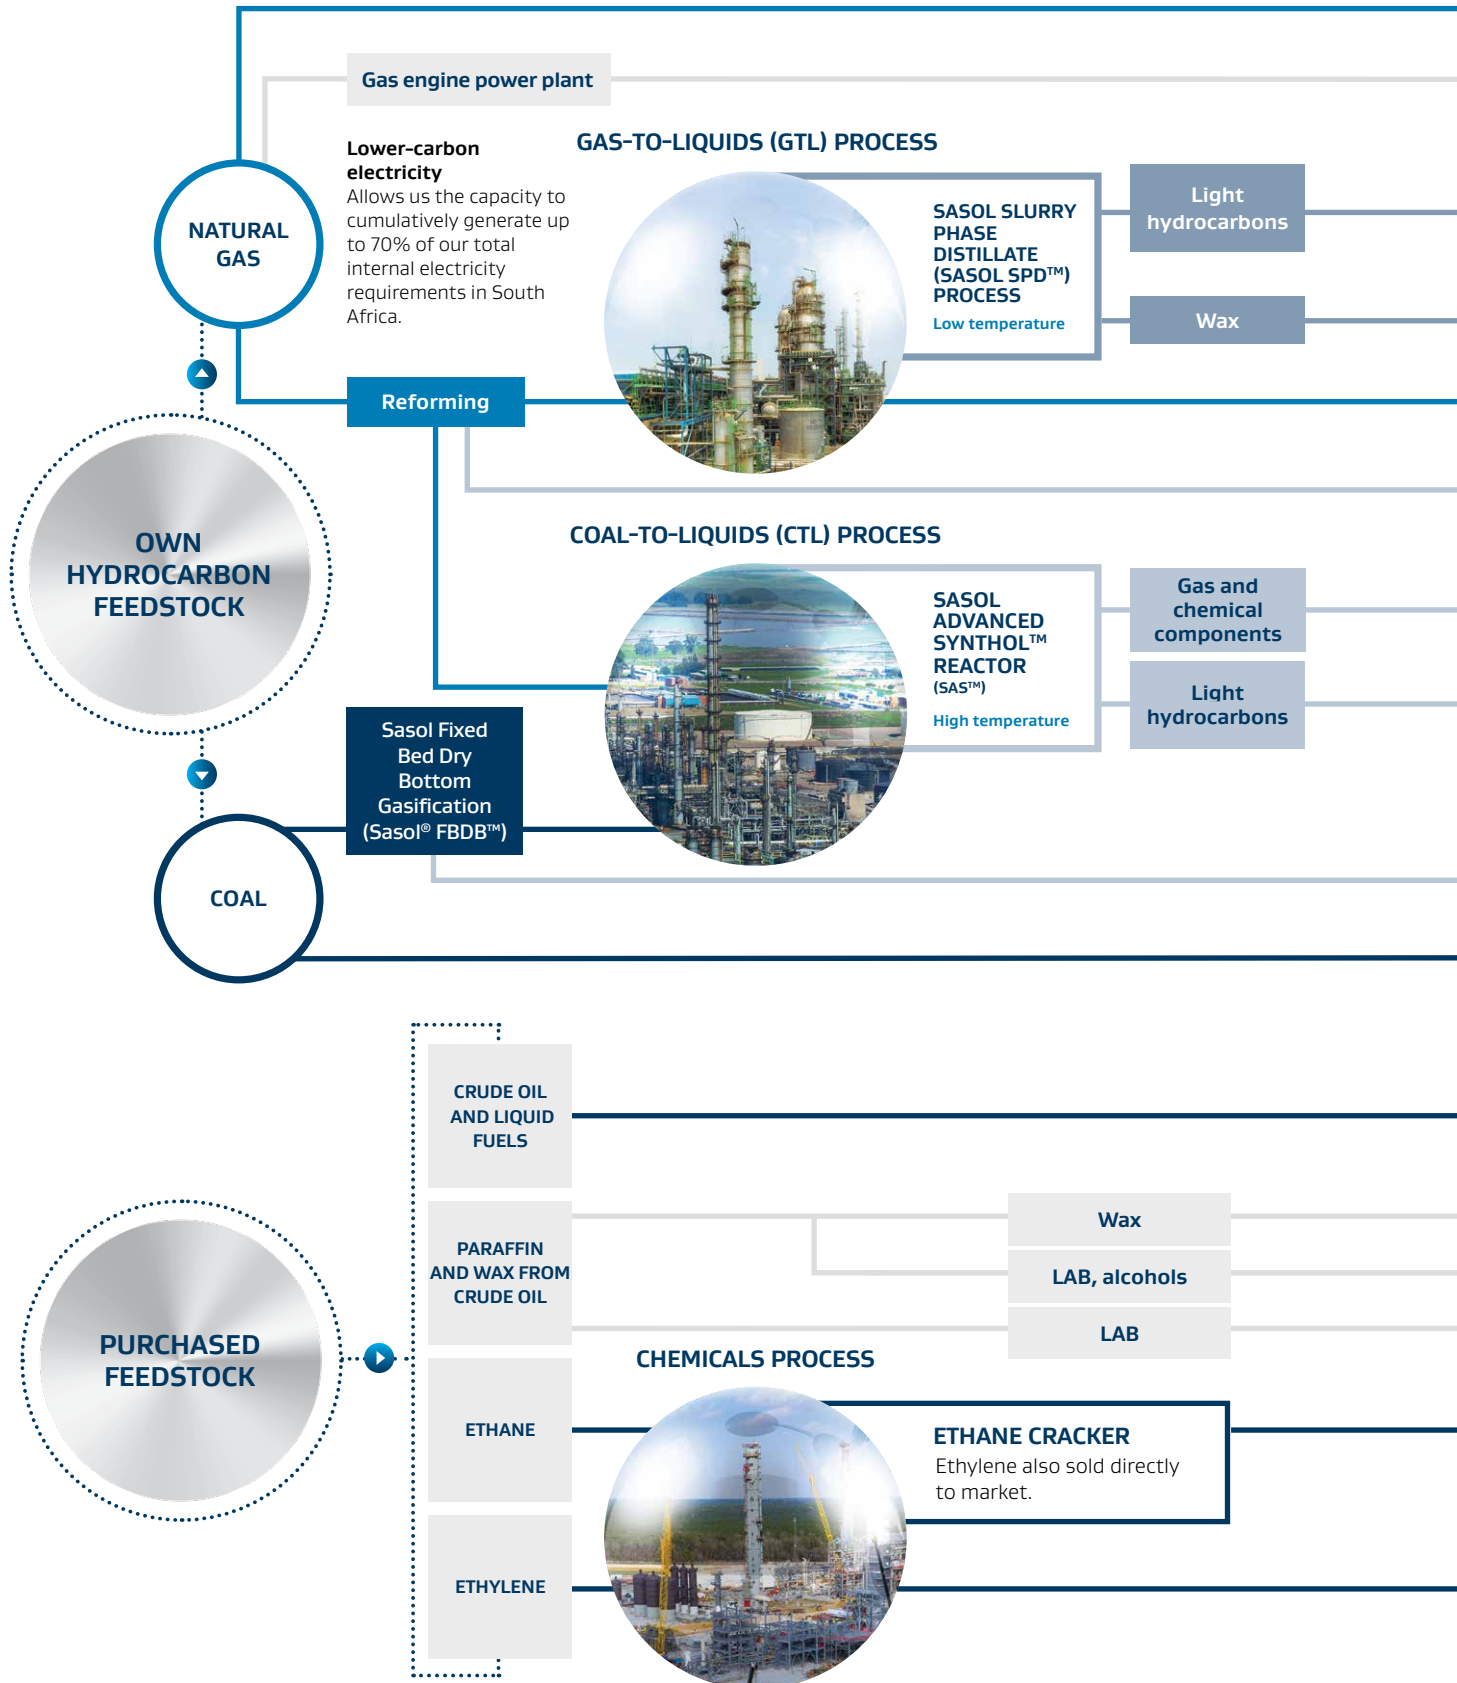 Gas engine power plant
Lower-carbon
electricity
Allows us the capacity to
cumulatively generate up
to 70% of our total
internal electricity
requirements in South
Africa.
NATURAL
GAS
GAS-TO-LIQUIDS (GTL) PROCESS
SASOL SLURRY
PHASE
DISTILLATE
(SASOL SPD™)
PROCESS
Low temperature
Light
hydrocarbons
Wax
Reforming
OWN
HYDROCARBON
FEEDSTOCK
COAL-TO-LIQUIDS (CTL) PROCESS
SASOL
ADVANCED
SYNTHOL™
REACTOR
(SAS™)
High temperature
Gas and
chemical
components
Light
hydrocarbons
Sasol Fixed
Bed Dry
Bottom
Gasification
(Sasol® FBDB™)
COAL
CRUDE OIL
AND LIQUID
FUELS
PARAFFIN
AND WAX FROM
CRUDE OIL
Wax
LAB, alcohols
LAB
PURCHASED
FEEDSTOCK
CHEMICALS PROCESS
ETHANE
ETHANE CRACKER
Ethylene also sold directly
to market.
ETHYLENE